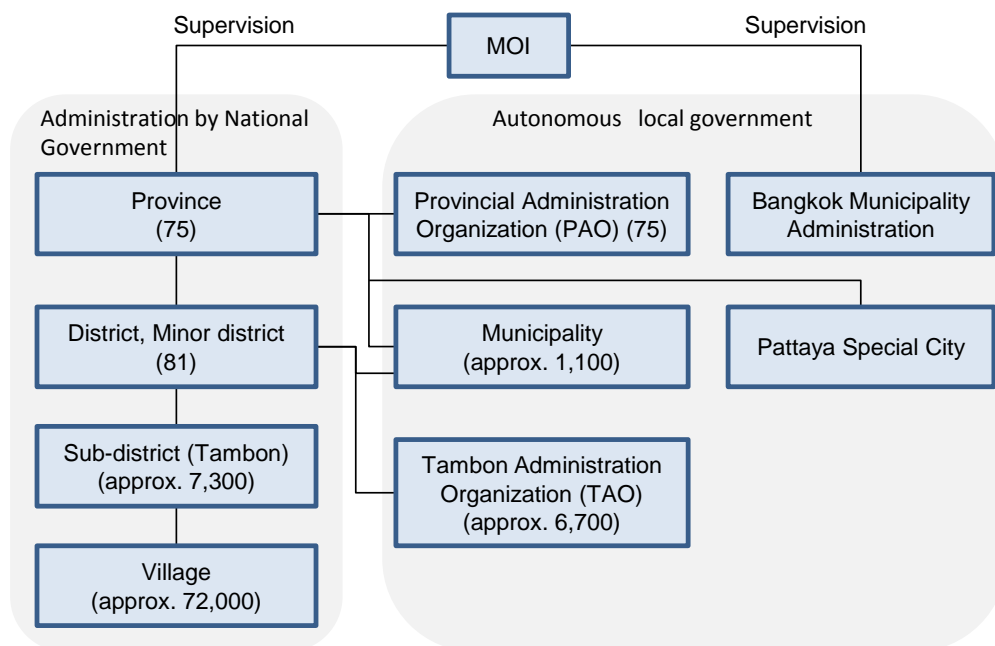 Supervision
MOI
Supervision
Administration by National
Government
Autonomous local government
Province
(75)
Provincial Administration
Organization (PAO) (75)
Bangkok Municipality
Administration
District, Minor district
(81)
Municipality
(approx. 1,100)
Pattaya Special City
Sub-district (Tambon)
(approx. 7,300)
Tambon Administration
Organization (TAO)
(approx. 6,700)
Village
(approx. 72,000)